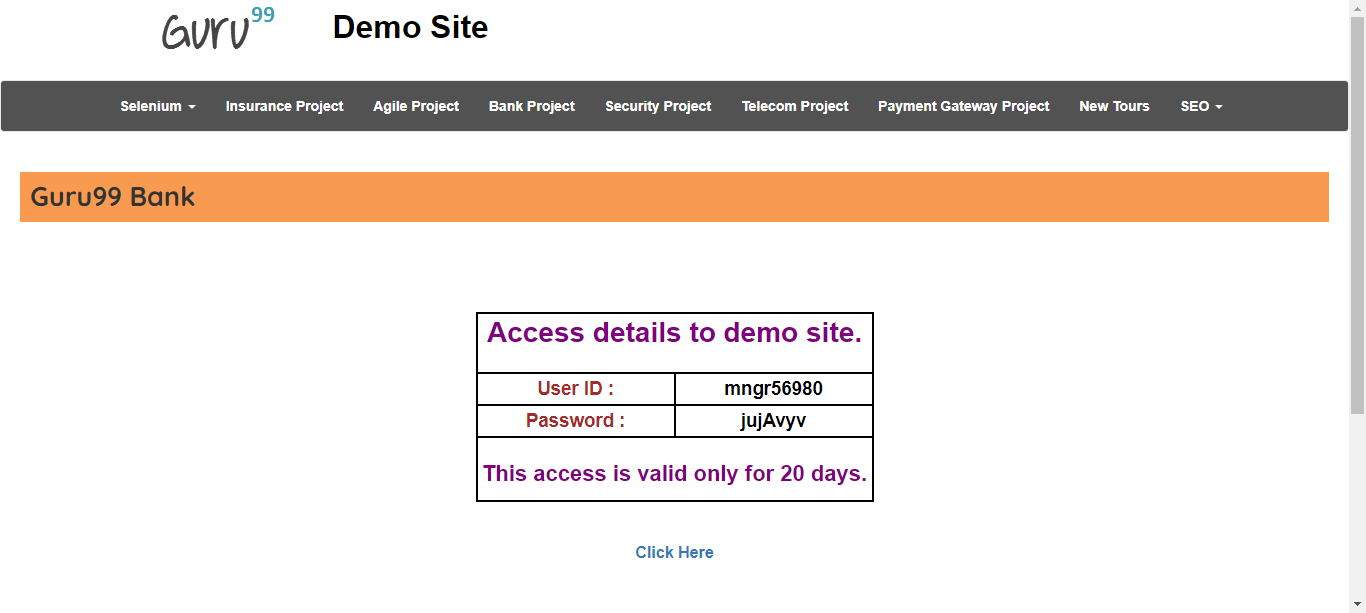 Guru99 Demo Site
Selenium Insurance Project Agile Project Bank Project Security Project Telecom Project Payment Gateway Project New Tours SEO
Guru99 Bank
Access details to demo site.
User ID : mngr56980
Password : jujAvyv
This access is valid only for 20 days.
Click Here